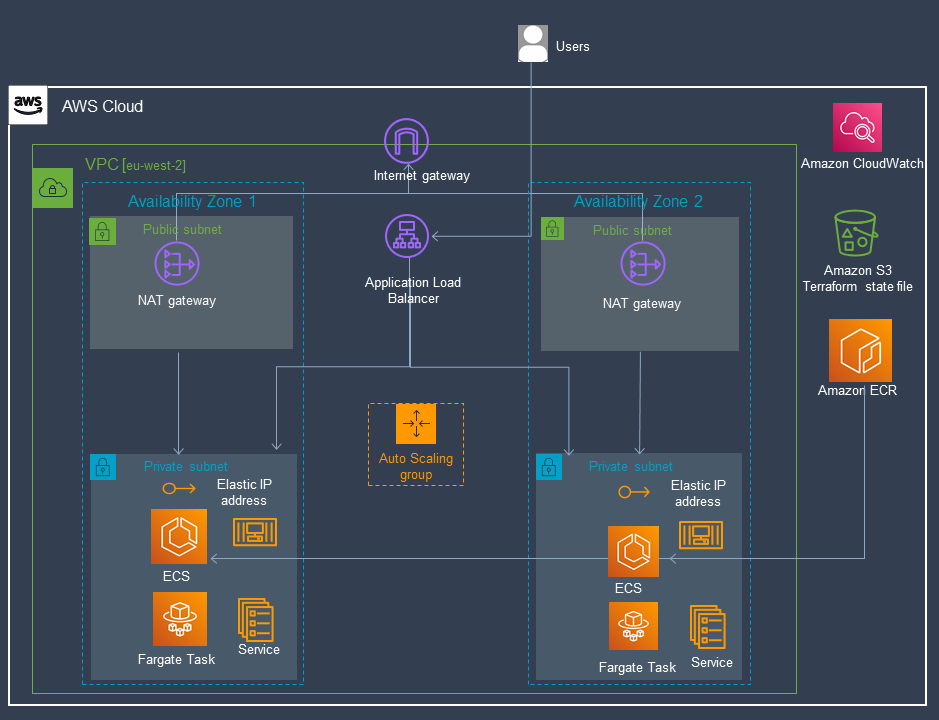 Users
aws
AWS Cloud
Amazon CloudWatch
VPC [eu-west-2]
Internet gateway
Availability Zone 1
Availability Zone 2
Public subnet
Public subnet
NAT gateway
Application Load
Balancer
NAT gateway
Amazon S3
Terraform state file
Amazon ECR
Auto Scaling
group
Private subnet
Elastic IP
address
ECS
Fargate Task
Service
Private subnet
Elastic IP
address
ECS
Fargate Task
Service